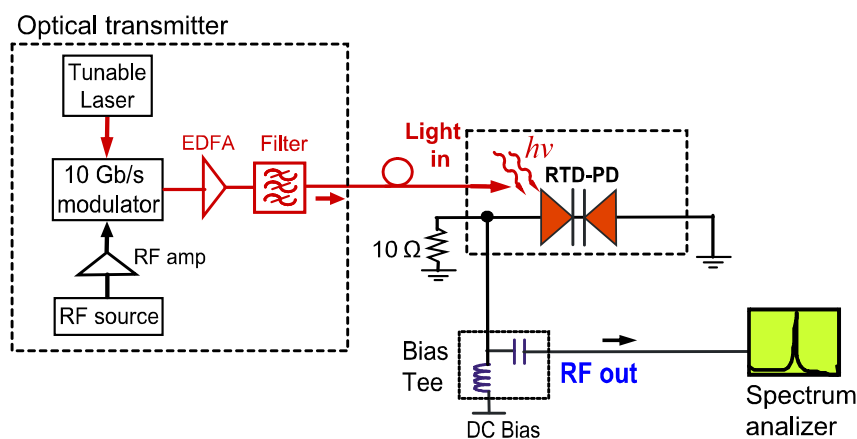 Optical transmitter
Tunable
Laser
EDFA
Filter
10 Gb/s
modulator
RF amp
RF source
Light
in
hν
RTD-PD
10 Ω
Bias
Tee
RF out
DC Bias
Spectrum
analizer